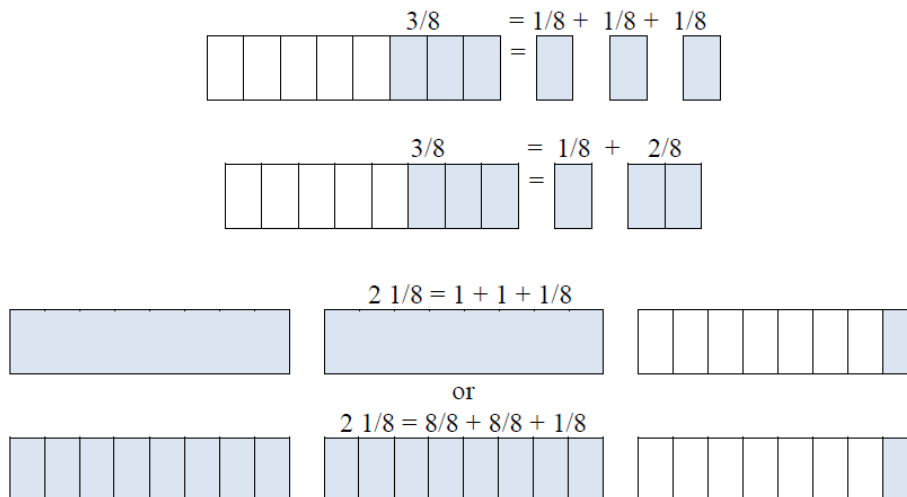 3/8 = 1/8 + 1/8 + 1/8
=
3/8 = 1/8 + 2/8
=
2 1/8 = 1 + 1 + 1/8
or
2 1/8 = 8/8 + 8/8 + 1/8